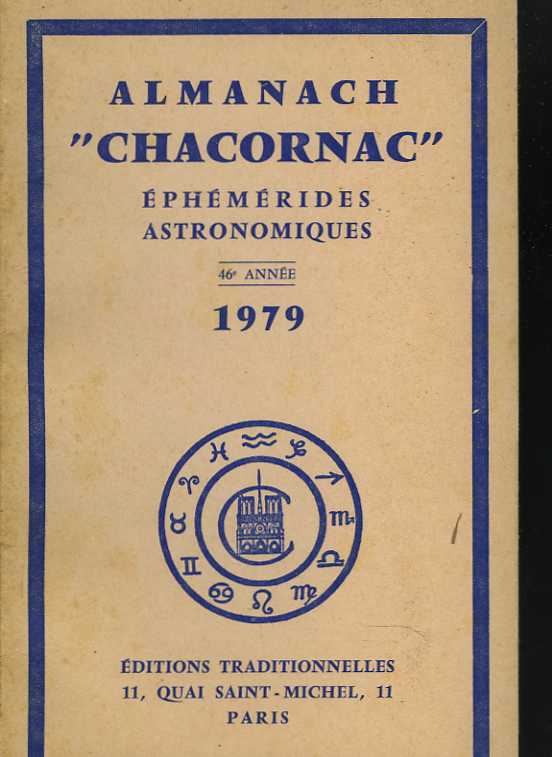 ALMANACH
"CHACORNAC"
ÉPHÉMÉRIDES
ASTRONOMIQUES
46e ANNÉE
1979
♒
♓
♑
♈
♐
♉
♏
♊
♎
♋
♌
♍
C
ÉDITIONS TRADITIONNELLES
11, QUAI SAINT-MICHEL, 11
PARIS